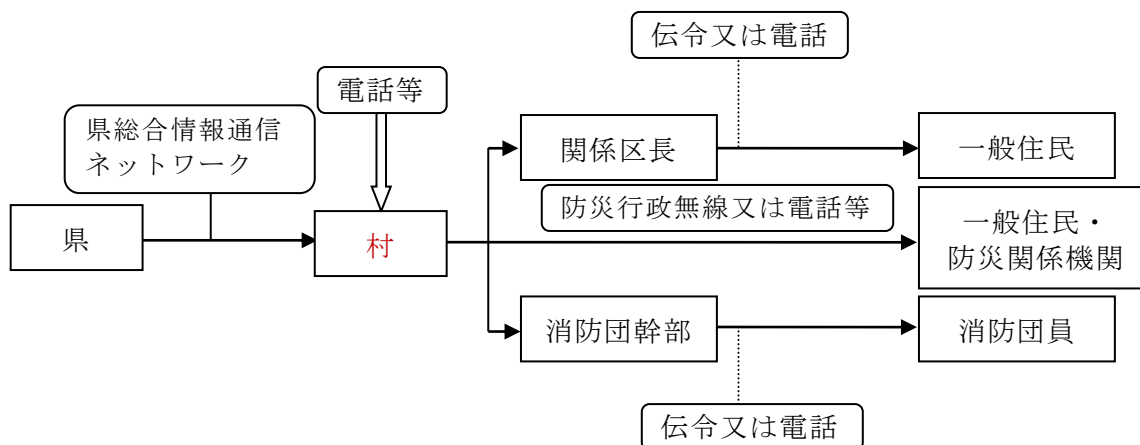 伝令又は電話
電話等
県総合情報通信
ネットワーク
関係区長
一般住民
防災行政無線又は電話等
県
村
一般住民・
防災関係機関
消防団幹部
消防団員
伝令又は電話